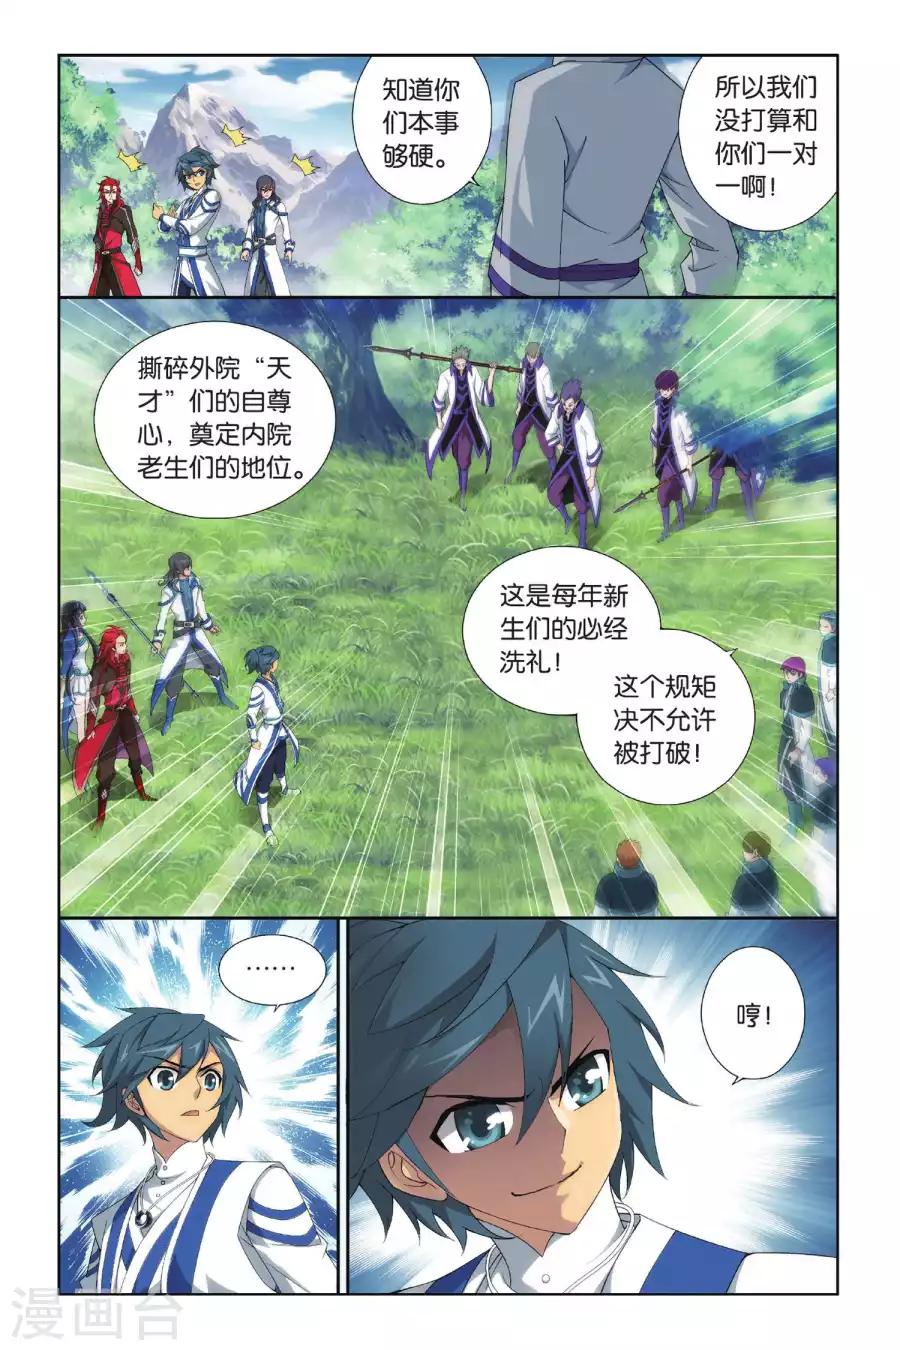 知道你
们本事
够硬。
所以我们
没打算和
你们一对
一啊！
撕碎外院“天
才”们的自尊
心，奠定内院
老生们的地位。
这是每年新
生们的必经
洗礼！
这个规矩
决不允许
被打破！
……
哼！
漫画台